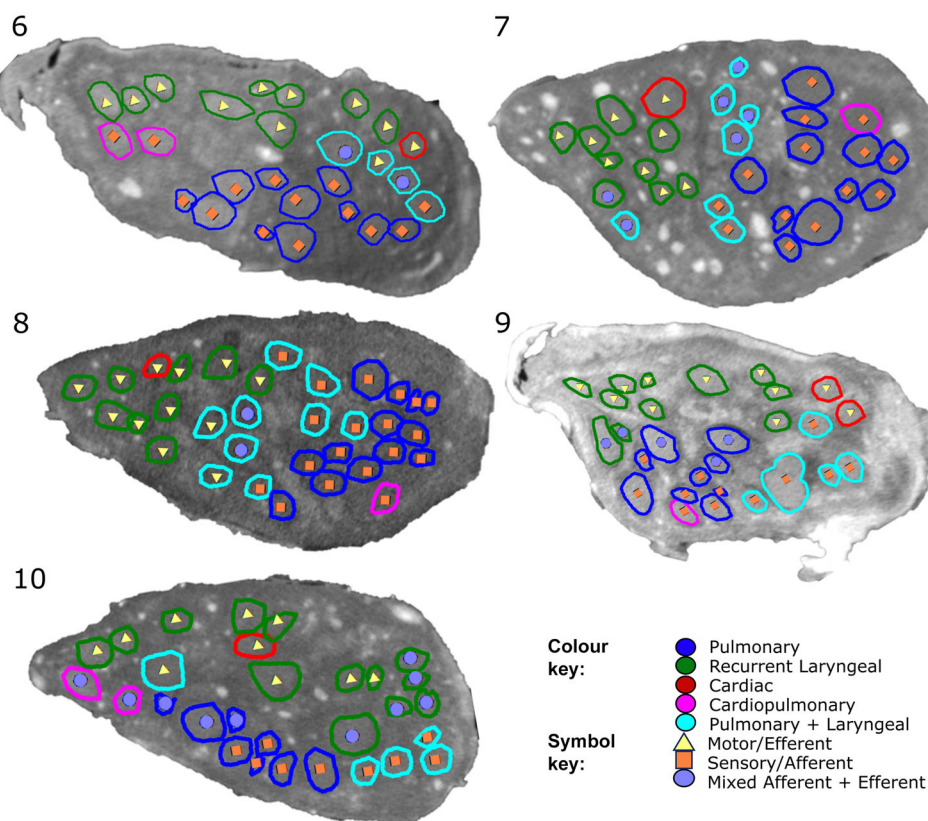 6
7
8
9
10
Colour key:
Pulmonary
Recurrent Laryngeal
Cardiac
Cardiopulmonary
Pulmonary + Laryngeal
Symbol key:
Motor/Efferent
Sensory/Afferent
Mixed Afferent + Efferent